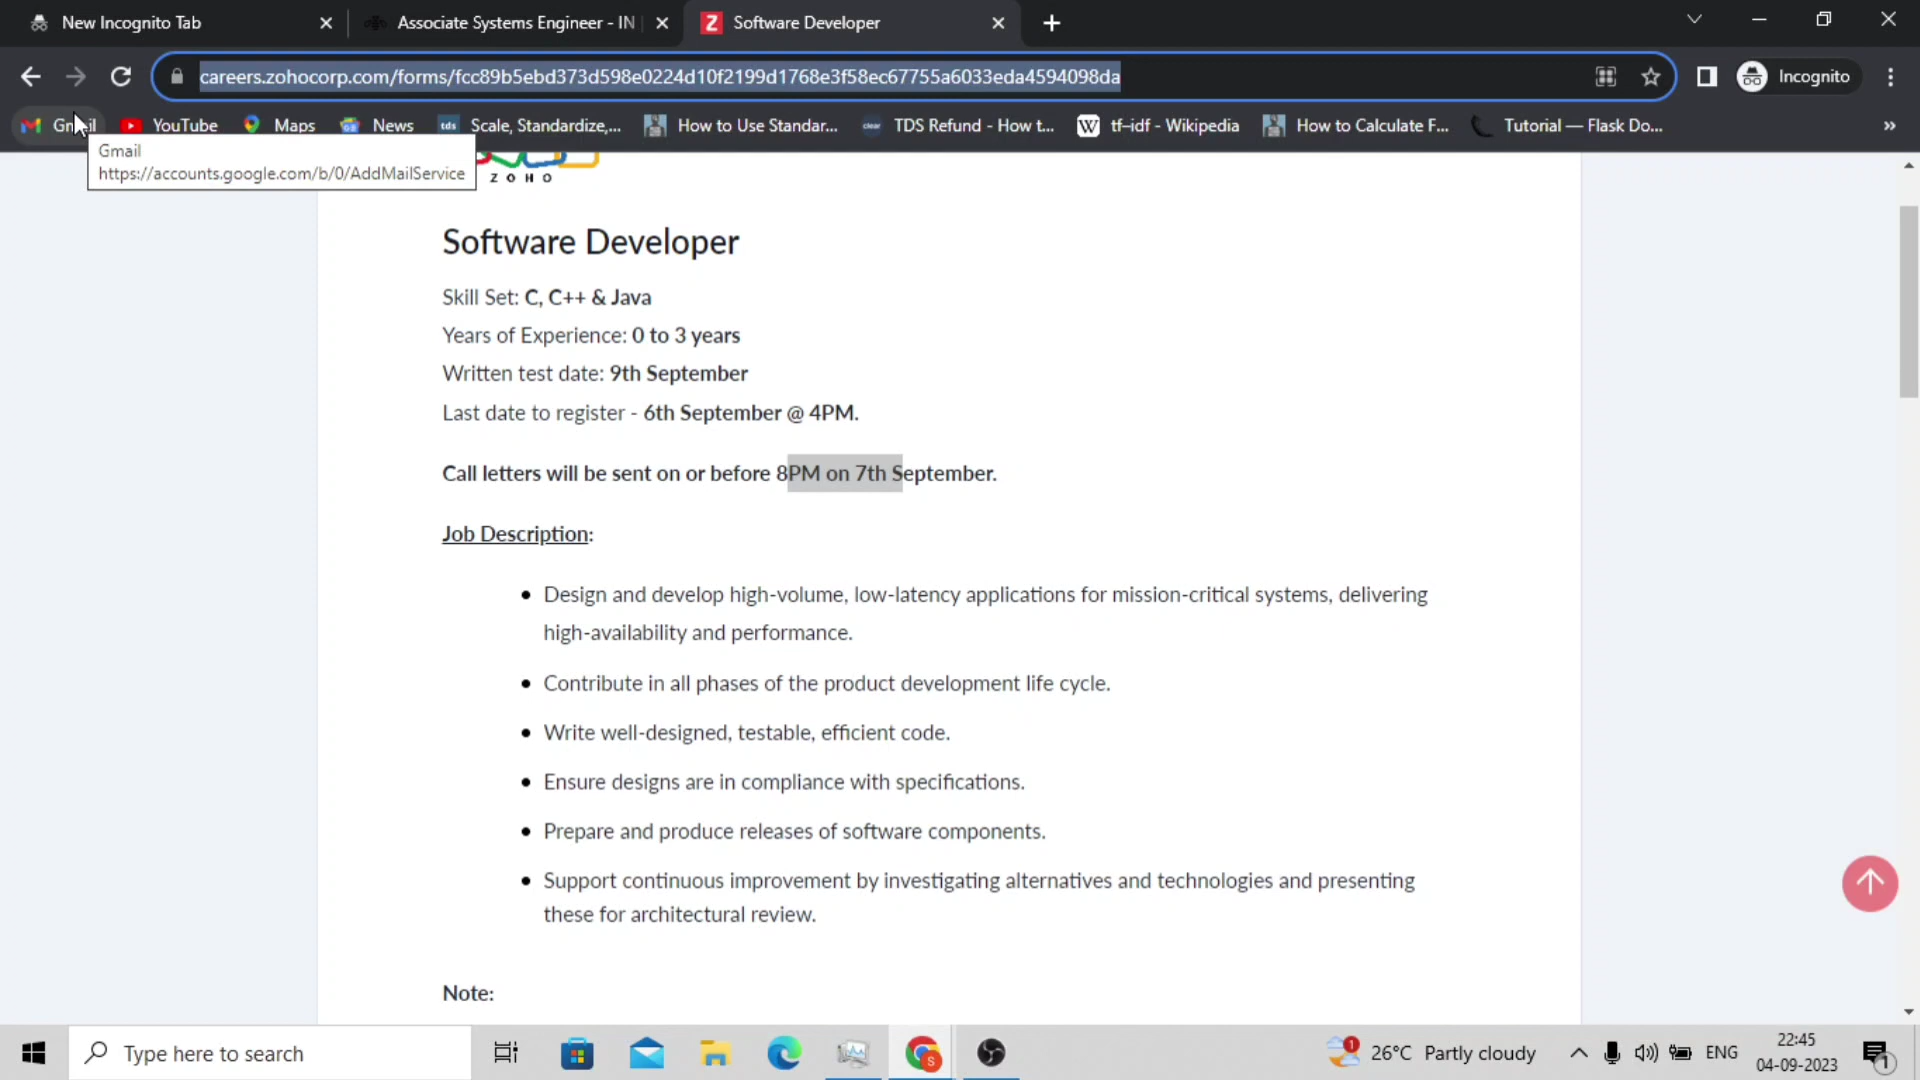 New Incognito Tab
Associate Systems Engineer - IN
Software Developer
careers.zohocorp.com/forms/fcc89b5ebd373d598e0224d10f2199d1768e3f58ec67755a6033eda4594098da
Incognito
Gmail
YouTube
Maps
News
tds
Scale, Standardize,...
How to Use Standar...
clear
TDS Refund - How t...
W
tf–idf - Wikipedia
How to Calculate F...
Tutorial — Flask Do...
»
Gmail
https://accounts.google.com/b/0/AddMailService
ZOHO
Software Developer
Skill Set: C, C++ & Java
Years of Experience: 0 to 3 years
Written test date: 9th September
Last date to register - 6th September @ 4PM.
Call letters will be sent on or before 8PM on 7th September.
Job Description:
• Design and develop high-volume, low-latency applications for mission-critical systems, delivering
high-availability and performance.
• Contribute in all phases of the product development life cycle.
• Write well-designed, testable, efficient code.
• Ensure designs are in compliance with specifications.
• Prepare and produce releases of software components.
• Support continuous improvement by investigating alternatives and technologies and presenting
these for architectural review.
Note:
Type here to search
S
1
26°C Partly cloudy
ENG
22:45
04-09-2023
1